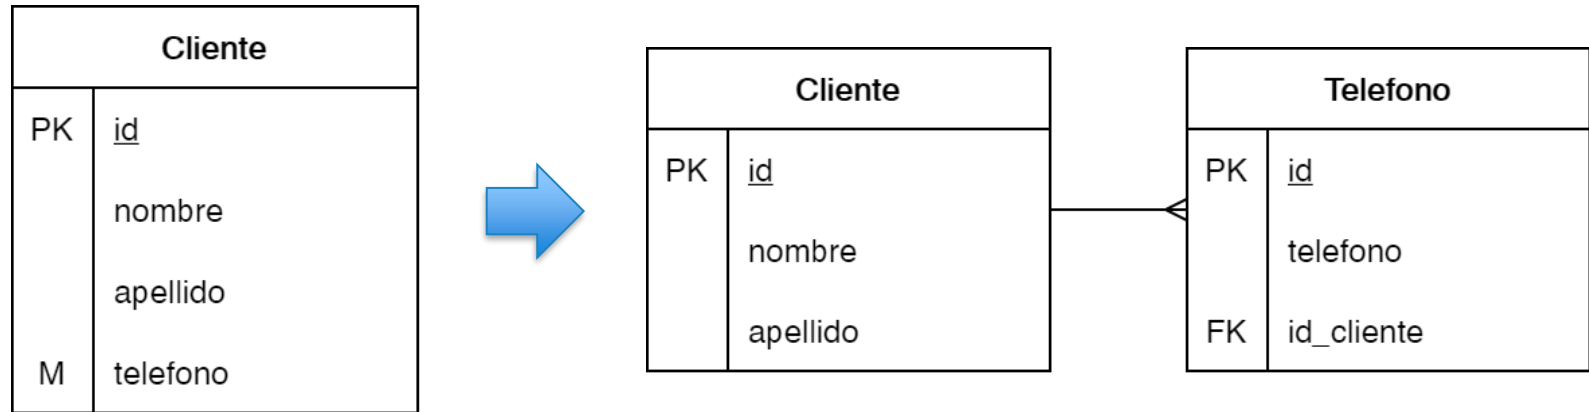 Cliente
PK id
nombre
apellido
M telefono
Cliente
PK id
nombre
apellido
Telefono
PK id
telefono
FK id_cliente